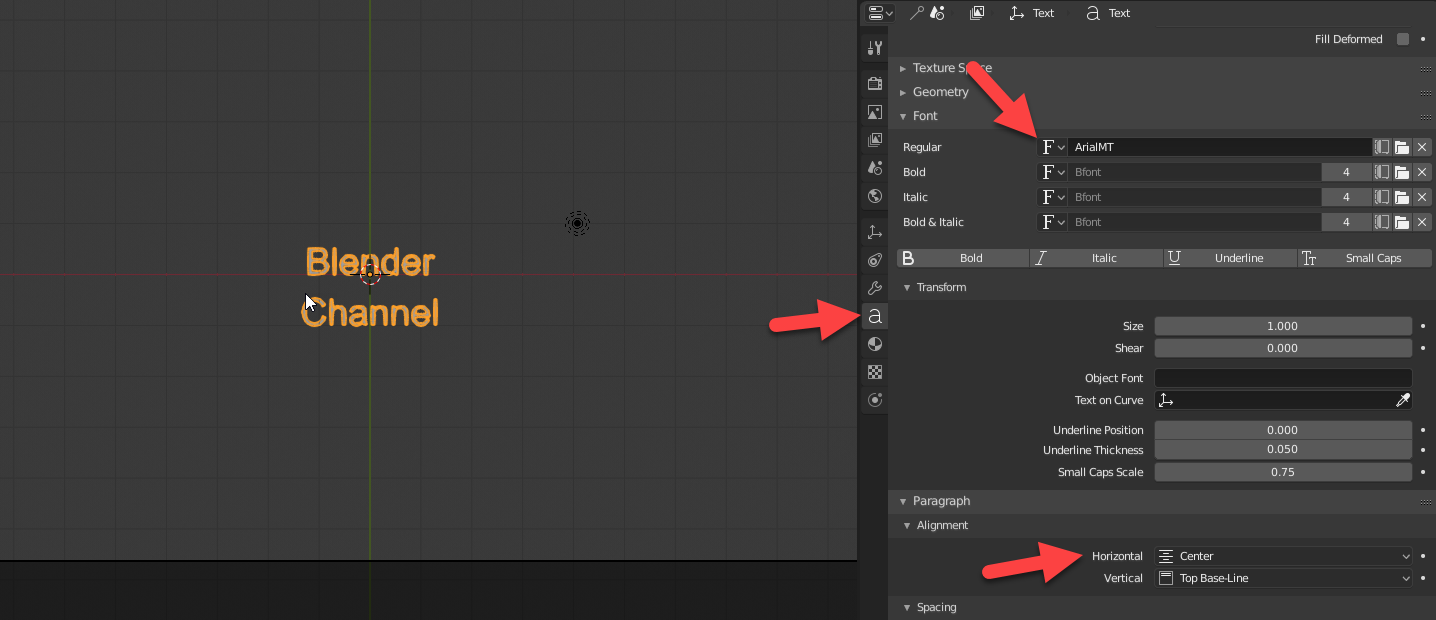 Blender
Channel
Text Text
Fill Deformed
Texture Space
Geometry
Font
Regular F ArialMT
Bold F Bfont 4
Italic F Bfont 4
Bold & Italic F Bfont 4
B Bold I Italic U Underline TT Small Caps
Transform
Size 1.000
Shear 0.000
Object Font
Text on Curve
Underline Position 0.000
Underline Thickness 0.050
Small Caps Scale 0.75
Paragraph
Alignment
Horizontal Center
Vertical Top Base-Line
Spacing